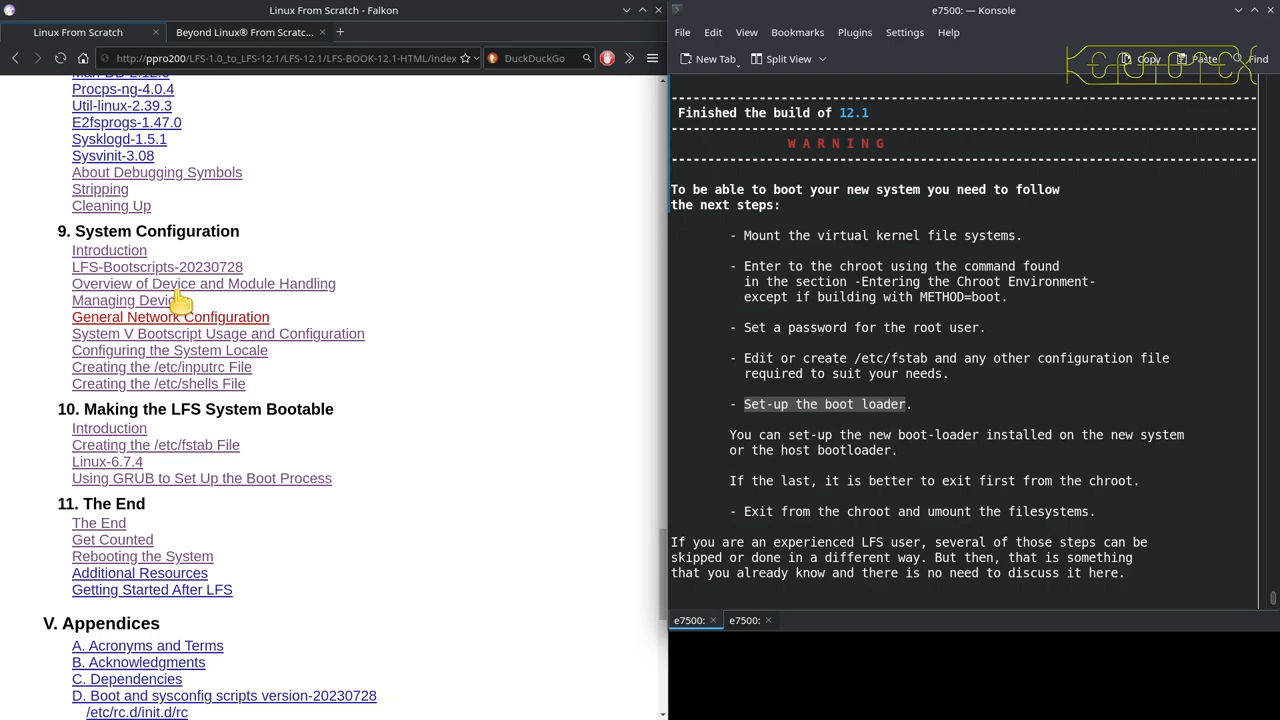 Linux From Scratch - Falkon
Linux From Scratch
Beyond Linux® From Scratc...
http://ppro200/LFS-1.0_to_LFS-12.1/LFS-12.1/LFS-BOOK-12.1-HTML/index
DuckDuckGo
Man-DB-2.12.0
Procps-ng-4.0.4
Util-linux-2.39.3
E2fsprogs-1.47.0
Sysklogd-1.5.1
Sysvinit-3.08
About Debugging Symbols
Stripping
Cleaning Up
9. System Configuration
Introduction
LFS-Bootscripts-20230728
Overview of Device and Module Handling
Managing Devic
General Network Configuration
System V Bootscript Usage and Configuration
Configuring the System Locale
Creating the /etc/inputrc File
Creating the /etc/shells File
10. Making the LFS System Bootable
Introduction
Creating the /etc/fstab File
Linux-6.7.4
Using GRUB to Set Up the Boot Process
11. The End
The End
Get Counted
Rebooting the System
Additional Resources
Getting Started After LFS
V. Appendices
A. Acronyms and Terms
B. Acknowledgments
C. Dependencies
D. Boot and sysconfig scripts version-20230728
/etc/rc.d/init.d/rc
e7500: — Konsole
File Edit View Bookmarks Plugins Settings Help
New Tab Split View Copy Paste Find
Finished the build of 12.1
W A R N I N G
To be able to boot your new system you need to follow
the next steps:
- Mount the virtual kernel file systems.
- Enter to the chroot using the command found
in the section -Entering the Chroot Environment-
except if building with METHOD=boot.
- Set a password for the root user.
- Edit or create /etc/fstab and any other configuration file
required to suit your needs.
- Set-up the boot loader.
You can set-up the new boot-loader installed on the new system
or the host bootloader.
If the last, it is better to exit first from the chroot.
- Exit from the chroot and umount the filesystems.
If you are an experienced LFS user, several of those steps can be
skipped or done in a different way. But then, that is something
that you already know and there is no need to discuss it here.
e7500: e7500: